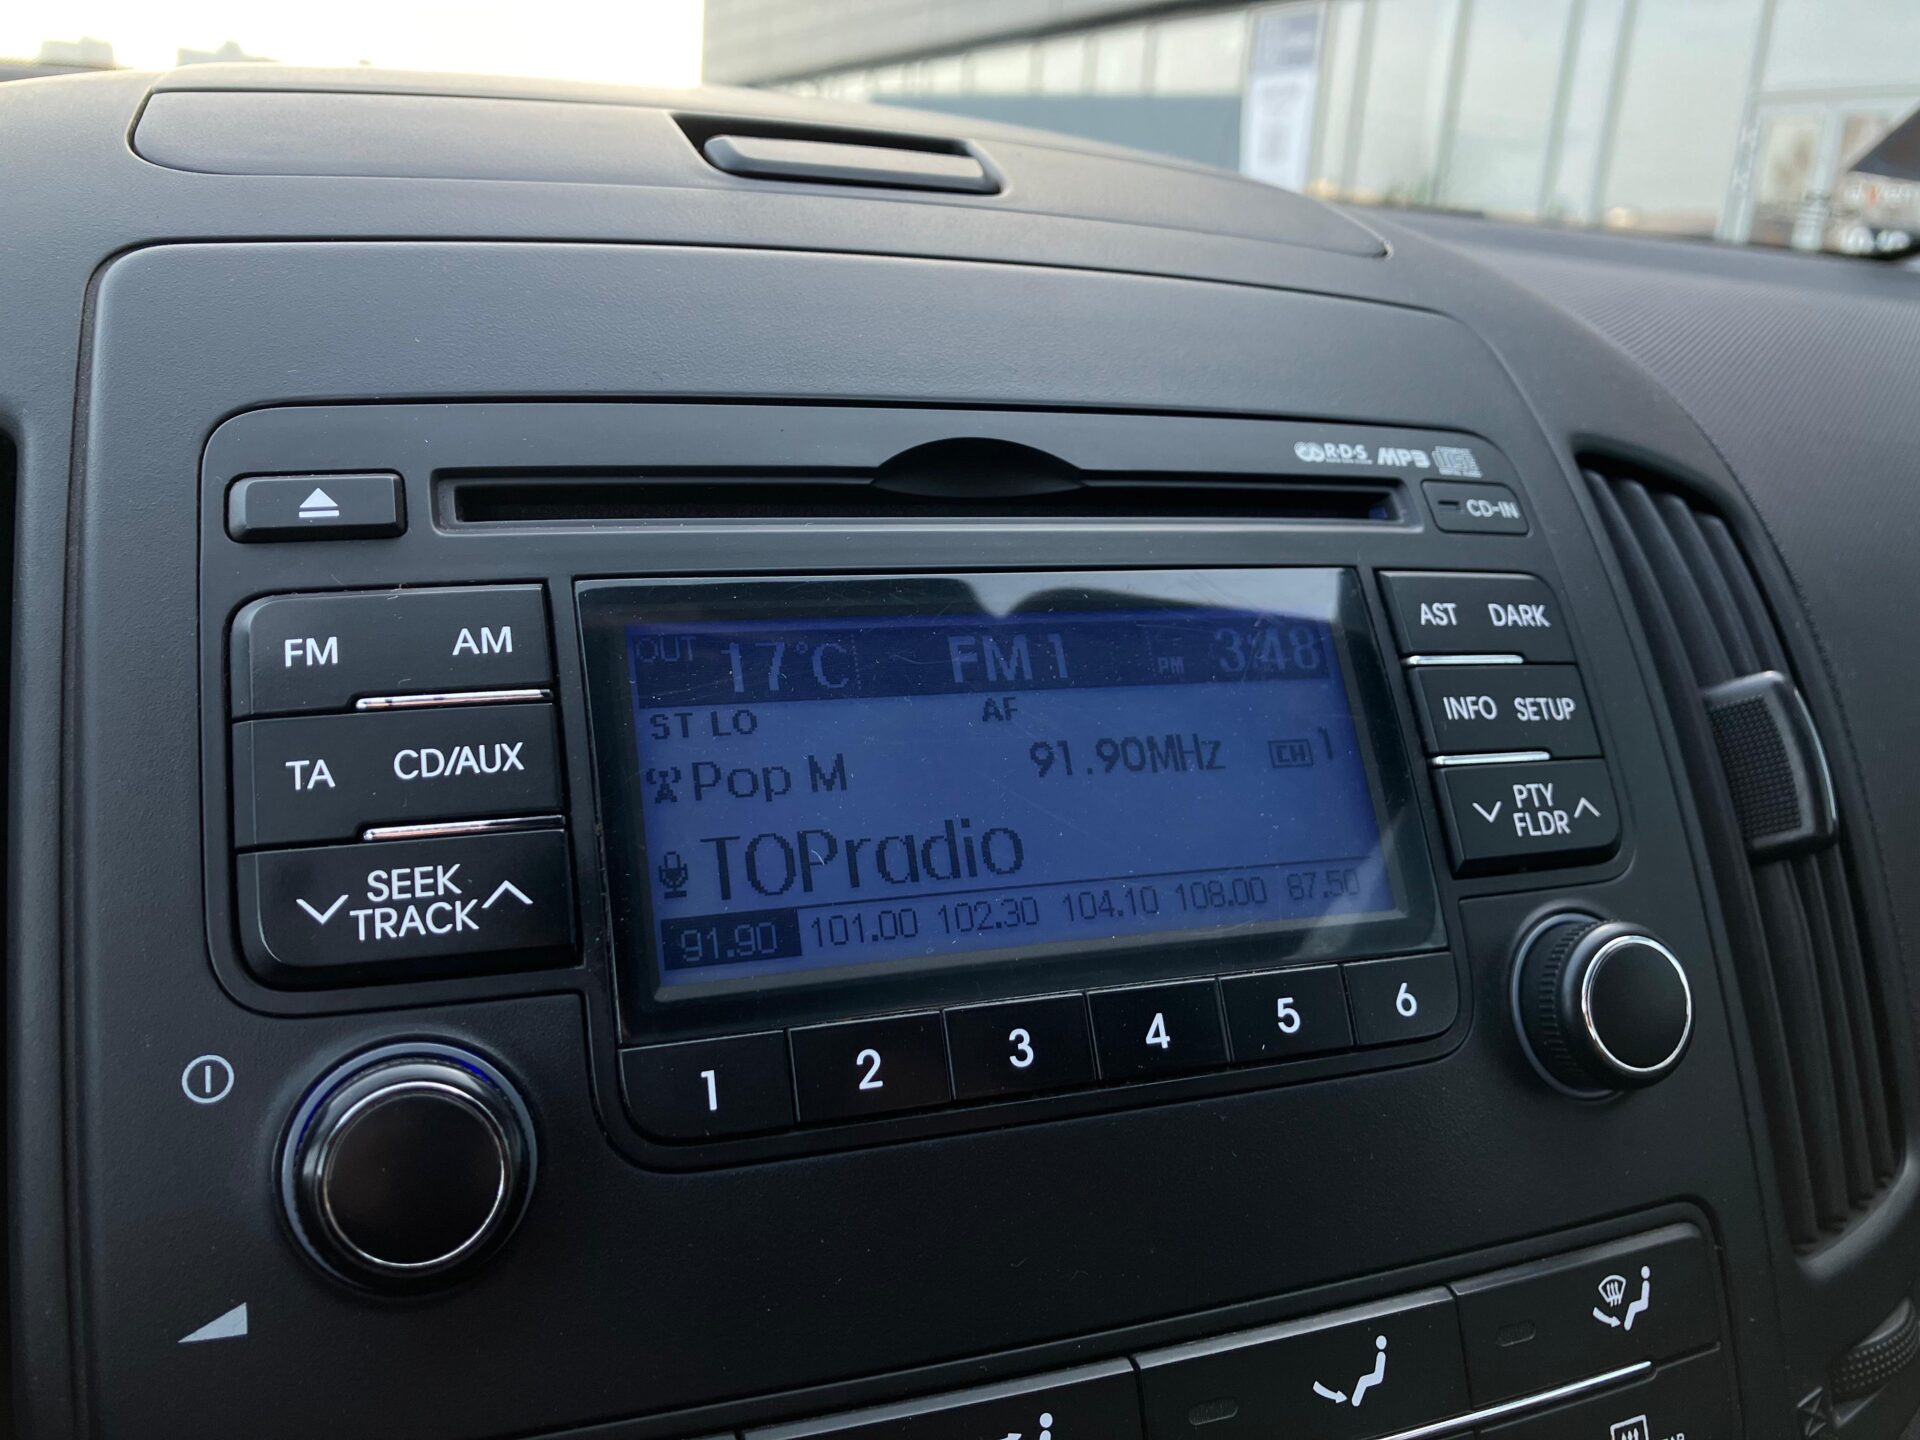 R·D·S MP3
CD-IN
FM AM
TA CD/AUX
SEEK
TRACK
OUT 17°C FM 1 PM 3:48
ST LO AF
Pop M 91.90MHz CH 1
TOPradio
91.90 101.00 102.30 104.10 108.00 87.50
AST DARK
INFO SETUP
PTY
FLDR
1 2 3 4 5 6